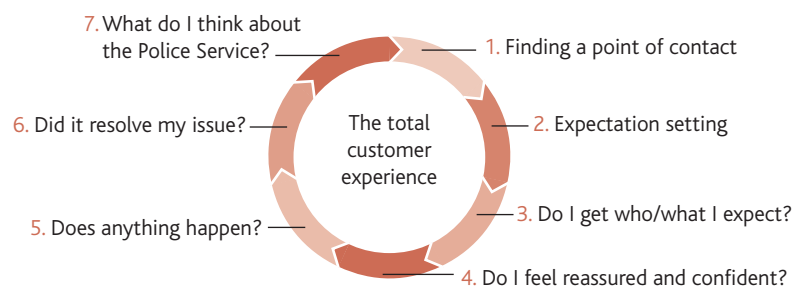 The total
customer
experience
1. Finding a point of contact
2. Expectation setting
3. Do I get who/what I expect?
4. Do I feel reassured and confident?
5. Does anything happen?
6. Did it resolve my issue?
7. What do I think about
the Police Service?